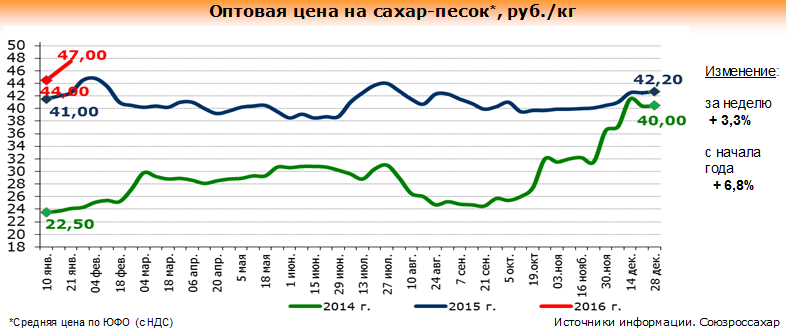 Оптовая цена на сахар-песок*, руб./кг
50
48
46
44
42
40
38
36
34
32
30
28
26
24
22
20
18
47,00
44,00
41,00
22,50
42,20
40,00
Изменение:
за неделю
+ 3,3%
с начала
года
+ 6,8%
10 янв.
21 янв.
04 фев.
18 фев.
04 мар.
18 мар.
06 апр.
20 апр.
5 мая
18 мая
1 июн.
15 июн.
29 июн.
13 июл.
27 июл.
10 авг.
24 авг.
7 сен.
21 сен.
5 окт.
19.окт
03.ноя
16 нояб.
30.ноя
14 дек.
28 дек.
2014 г.
2015 г.
2016 г.
*Средняя цена по ЮФО (с НДС)
Источники информации. Союзроссахар